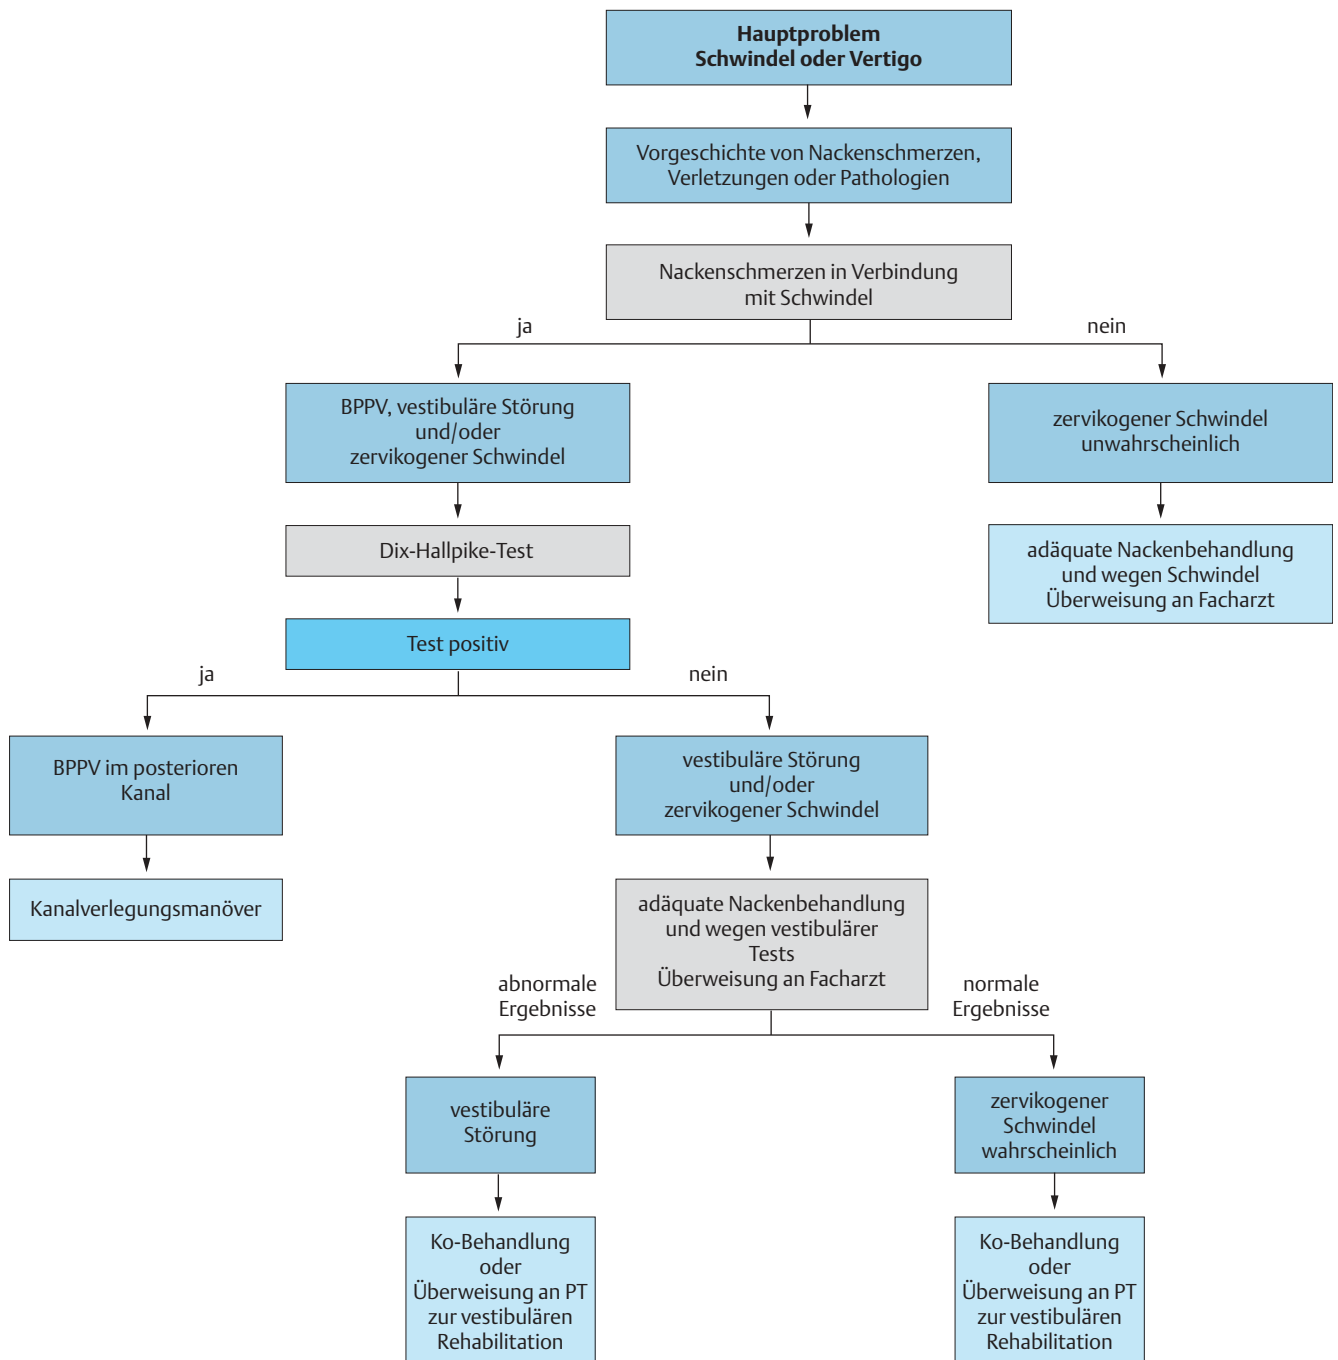 Hauptproblem
Schwindel oder Vertigo
Vorgeschichte von Nackenschmerzen,
Verletzungen oder Pathologien
Nackenschmerzen in Verbindung
mit Schwindel
ja
nein
BPPV, vestibuläre Störung
und/oder
zervikogener Schwindel
zervikogener Schwindel
unwahrscheinlich
Dix-Hallpike-Test
adäquate Nackenbehandlung
und wegen Schwindel
Überweisung an Facharzt
Test positiv
ja
nein
BPPV im posterioren
Kanal
vestibuläre Störung
und/oder
zervikogener Schwindel
Kanalverlegungsmanöver
adäquate Nackenbehandlung
und wegen vestibulärer
Tests
Überweisung an Facharzt
abnormale
Ergebnisse
normale
Ergebnisse
vestibuläre
Störung
zervikogener
Schwindel
wahrscheinlich
Ko-Behandlung
oder
Überweisung an PT
zur vestibulären
Rehabilitation
Ko-Behandlung
oder
Überweisung an PT
zur vestibulären
Rehabilitation